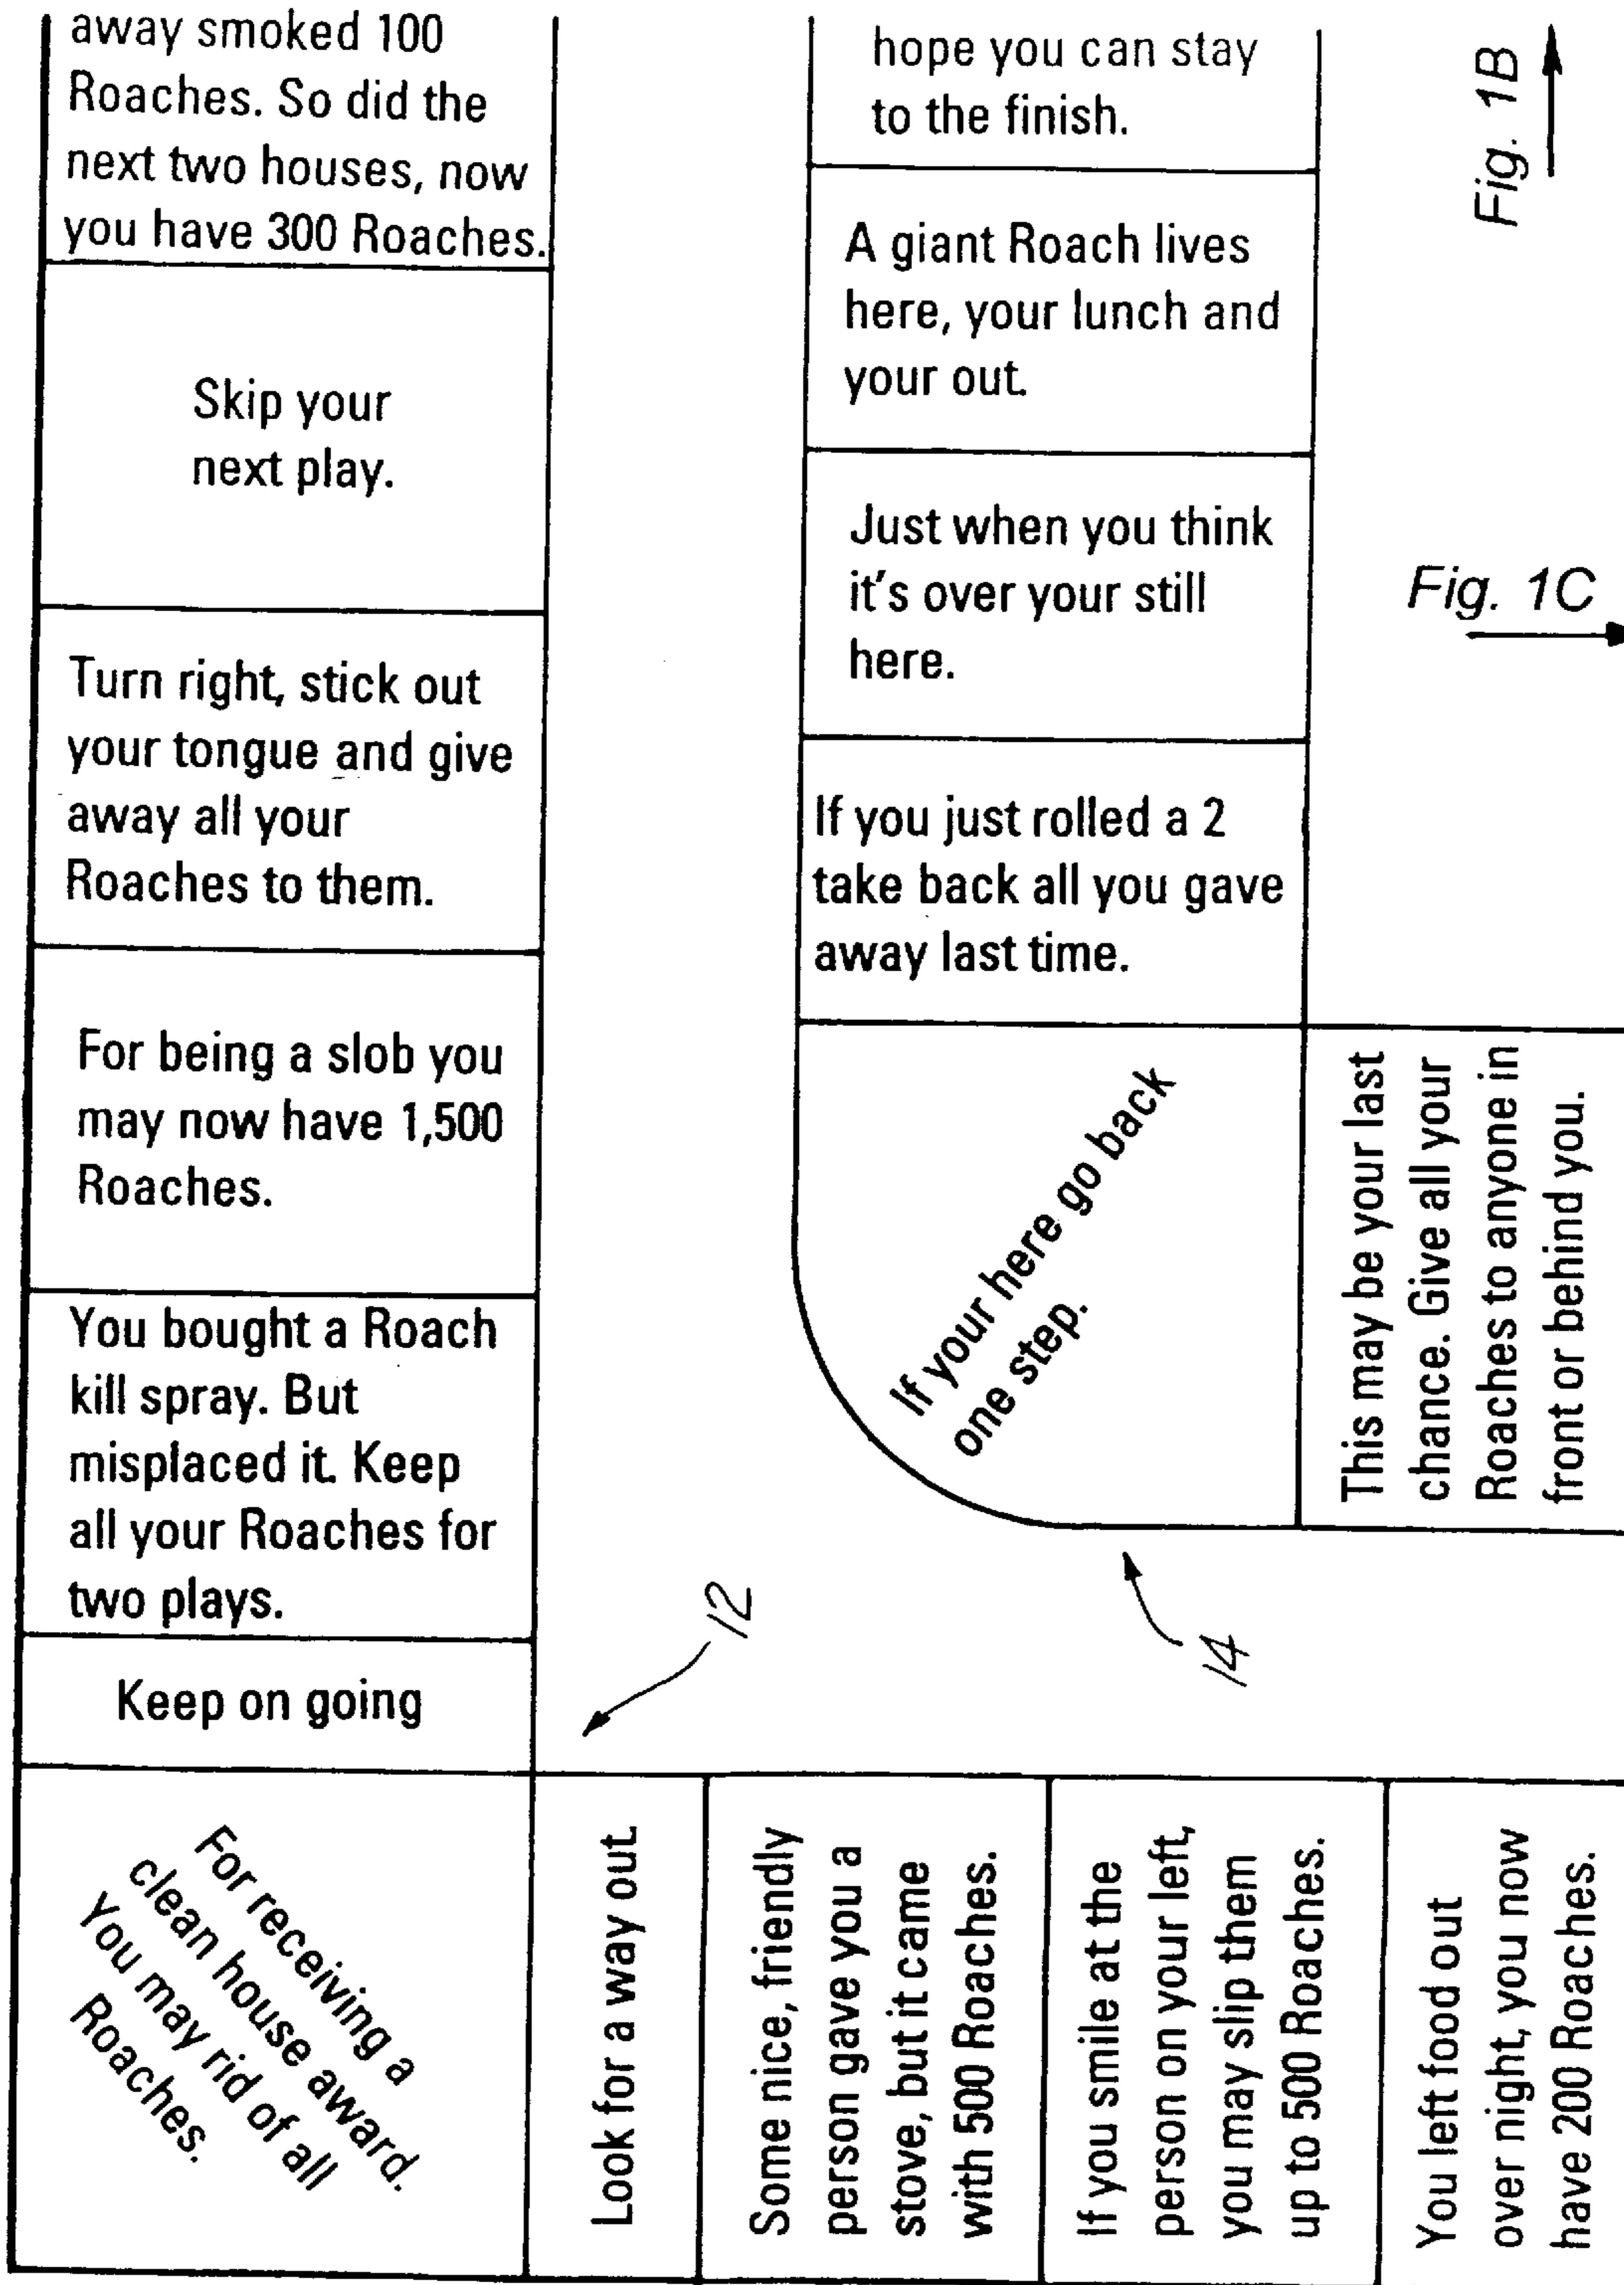 away smoked 100
Roaches. So did the
next two houses, now
you have 300 Roaches.
Skip your
next play.
Turn right, stick out
your tongue and give
away all your
Roaches to them.
For being a slob you
may now have 1,500
Roaches.
You bought a Roach
kill spray. But
misplaced it. Keep
all your Roaches for
two plays.
Keep on going
For receiving a
clean house award.
You may rid of all
Roaches.
Look for a way out.
Some nice, friendly
person gave you a
stove, but it came
with 500 Roaches.
If you smile at the
person on your left,
you may slip them
up to 500 Roaches.
You left food out
over night, you now
have 200 Roaches.
12
hope you can stay
to the finish.
A giant Roach lives
here, your lunch and
your out.
Just when you think
it's over your still
here.
If you just rolled a 2
take back all you gave
away last time.
If your here go back
one step.
This may be your last
chance. Give all your
Roaches to anyone in
front or behind you.
14
Fig. 1B
Fig. 1C